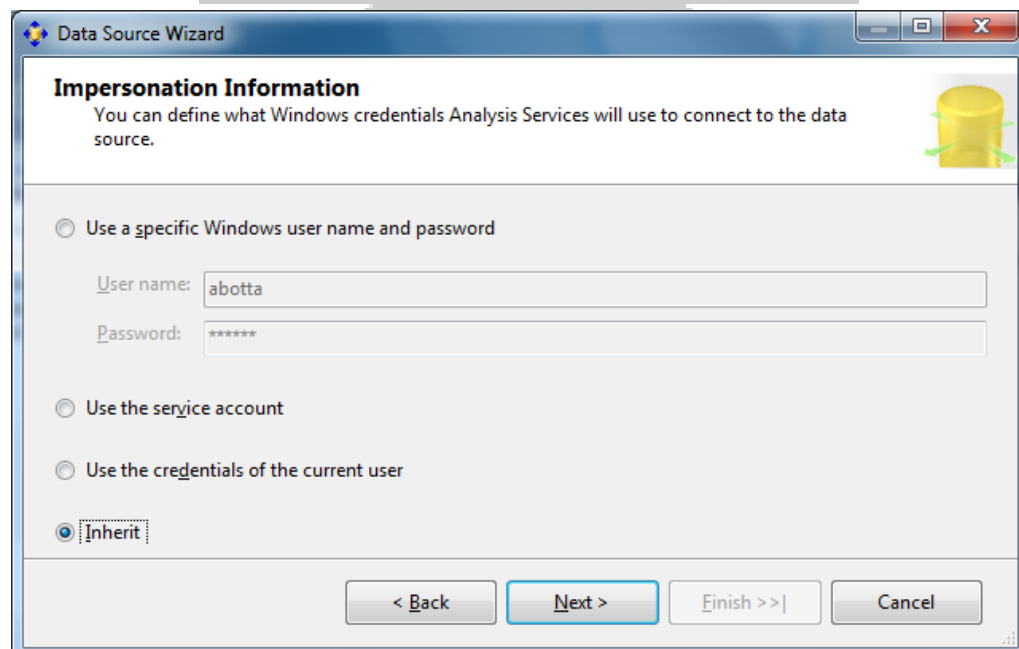 Data Source Wizard
Impersonation Information
You can define what Windows credentials Analysis Services will use to connect to the data
source.
Use a specific Windows user name and password
User name: abotta
Password: ******
Use the service account
Use the credentials of the current user
Inherit
< Back Next > Finish >>| Cancel